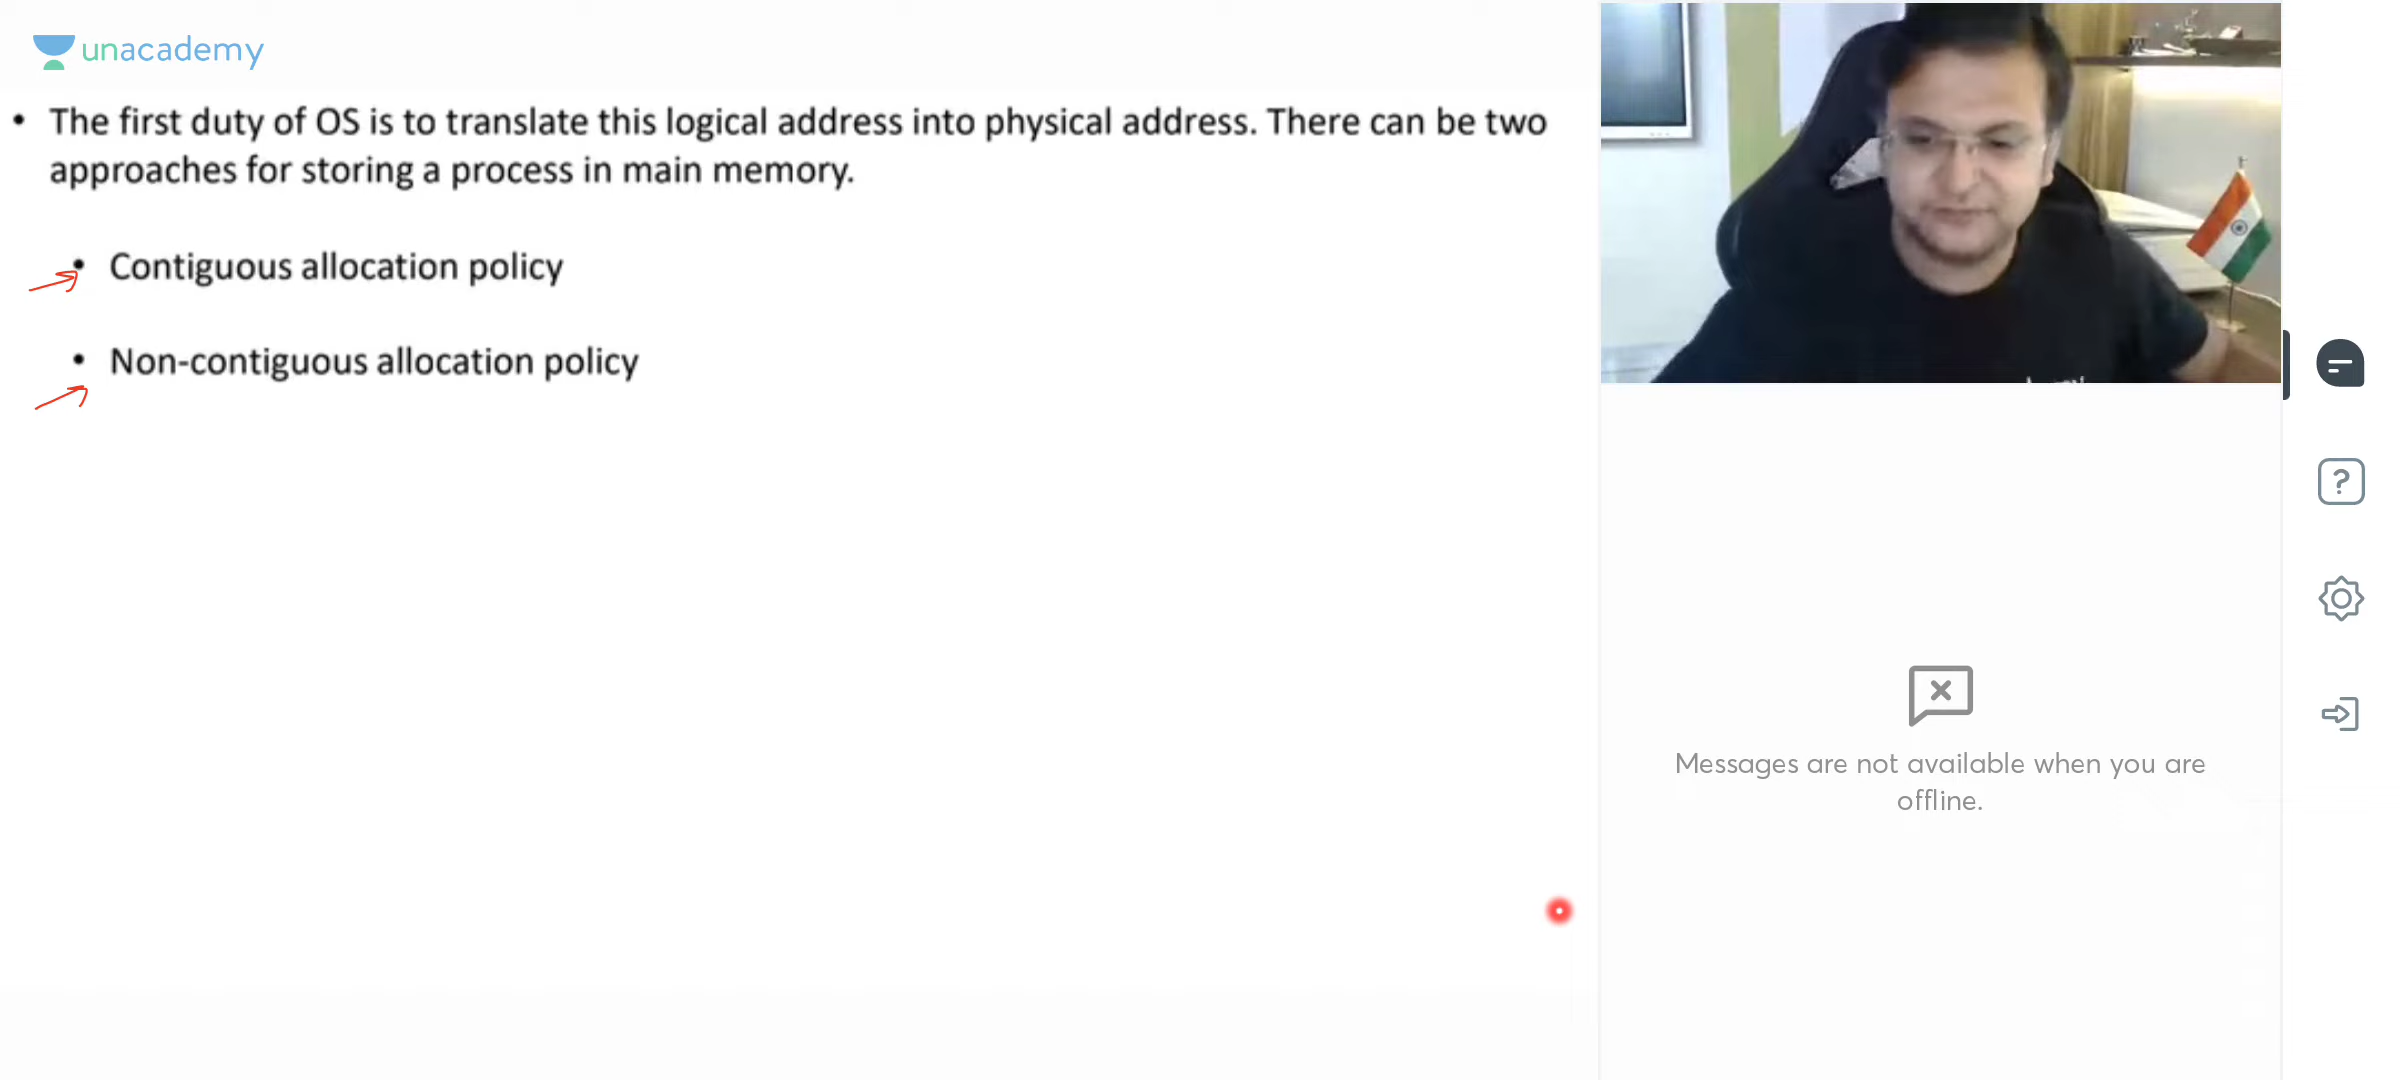 unacademy
• The first duty of OS is to translate this logical address into physical address. There can be two
approaches for storing a process in main memory.
• Contiguous allocation policy
• Non-contiguous allocation policy
Messages are not available when you are
offline.